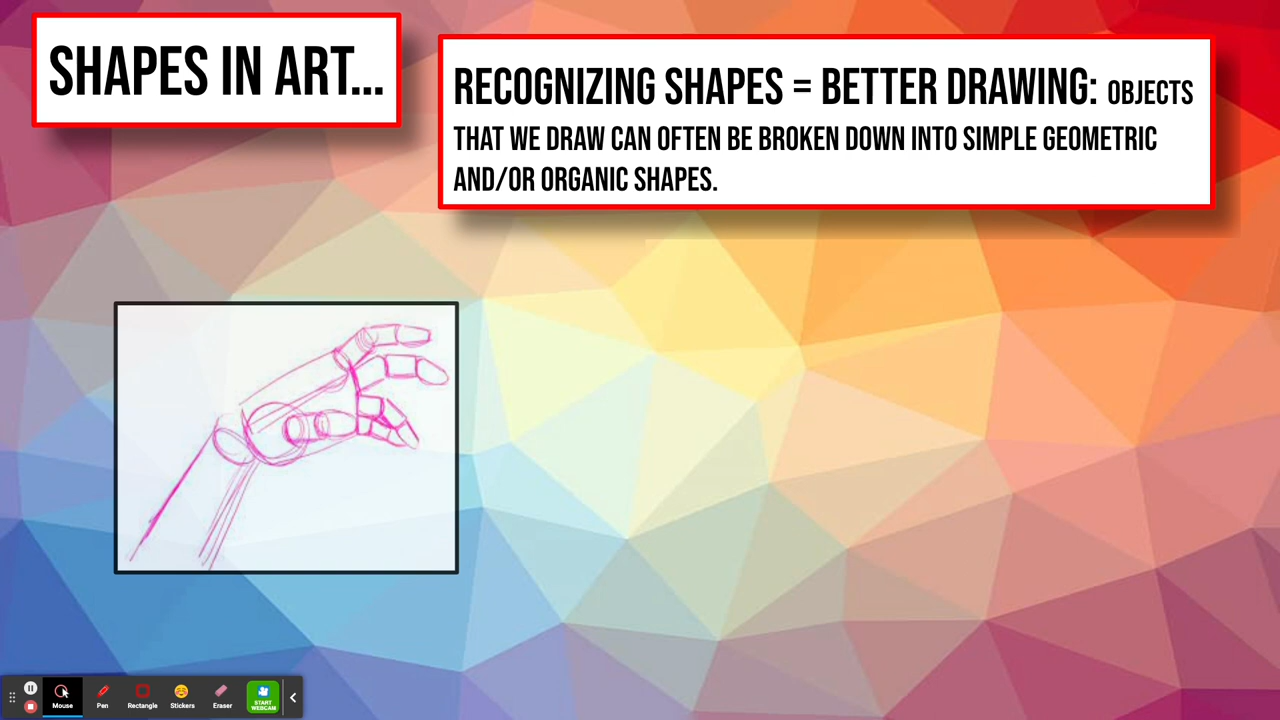 SHAPES IN ART...
RECOGNIZING SHAPES = BETTER DRAWING: OBJECTS
THAT WE DRAW CAN OFTEN BE BROKEN DOWN INTO SIMPLE GEOMETRIC
AND/OR ORGANIC SHAPES.
Mouse
Pen
Rectangle
Stickers
Eraser
START
WEBCAM